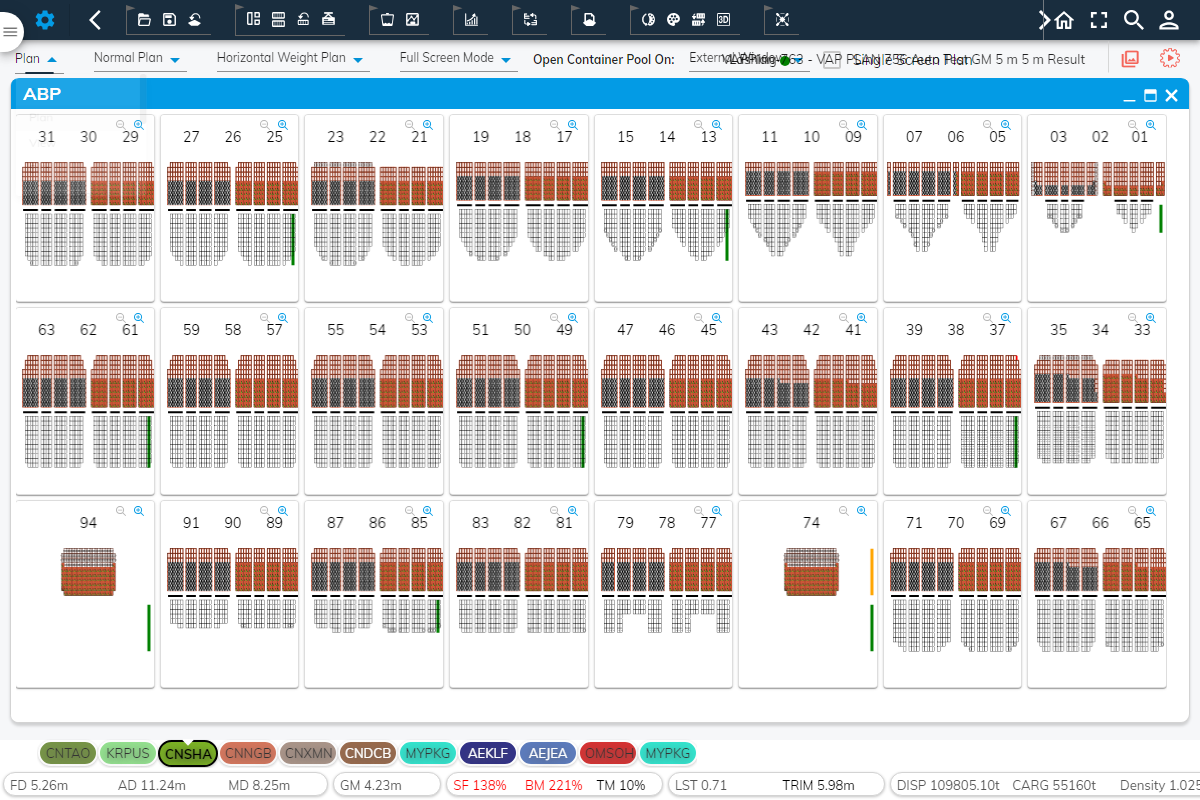 3D
Plan Normal Plan Horizontal Weight Plan Full Screen Mode Open Container Pool On: External Window - VAP PLAN 756 Auto Test GM 5 m 5 m Result
Single Screen Plan
ABP
31 30 29 27 26 25 23 22 21 19 18 17 15 14 13 11 10 09 07 06 05 03 02 01
63 62 61 59 58 57 55 54 53 51 50 49 47 46 45 43 42 41 39 38 37 35 34 33
94 91 90 89 87 86 85 83 82 81 79 78 77 74 71 70 69 67 66 65
CNTAO KRPUS CNSHA CNNGB CNXMN CNDCB MYPKG AEKLF AEJEA OMSOH MYPKG
FD 5.26m AD 11.24m MD 8.25m GM 4.23m SF 138% BM 221% TM 10% LST 0.71 TRIM 5.98m DISP 109805.10t CARG 55160t Density 1.025